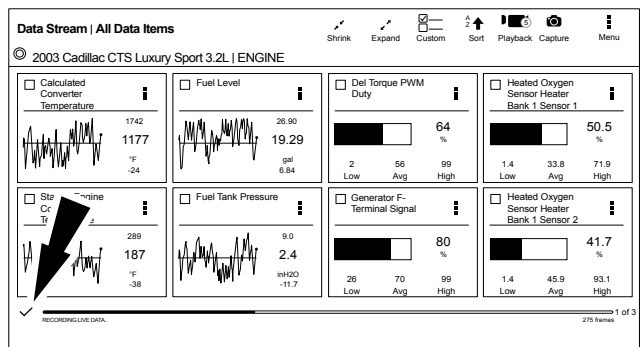 Data Stream | All Data Items
Shrink
Expand
Custom
A
Z
Sort
5
Playback
Capture
Menu
2003 Cadillac CTS Luxury Sport 3.2L | ENGINE
Calculated
Converter
Temperature
1742
1177
°F
-24
Fuel Level
26.90
19.29
gal
6.84
Del Torque PWM
Duty
64
%
2 56 99
Low Avg High
Heated Oxygen
Sensor Heater
Bank 1 Sensor 1
50.5
%
1.4 33.8 71.9
Low Avg High
289
187
°F
-38
Fuel Tank Pressure
9.0
2.4
inH2O
-11.7
Generator F-
Terminal Signal
80
%
26 70 99
Low Avg High
Heated Oxygen
Sensor Heater
Bank 1 Sensor 2
41.7
%
1.4 45.9 93.1
Low Avg High
1 of 3
RECORDING LIVE DATA..
275 frames